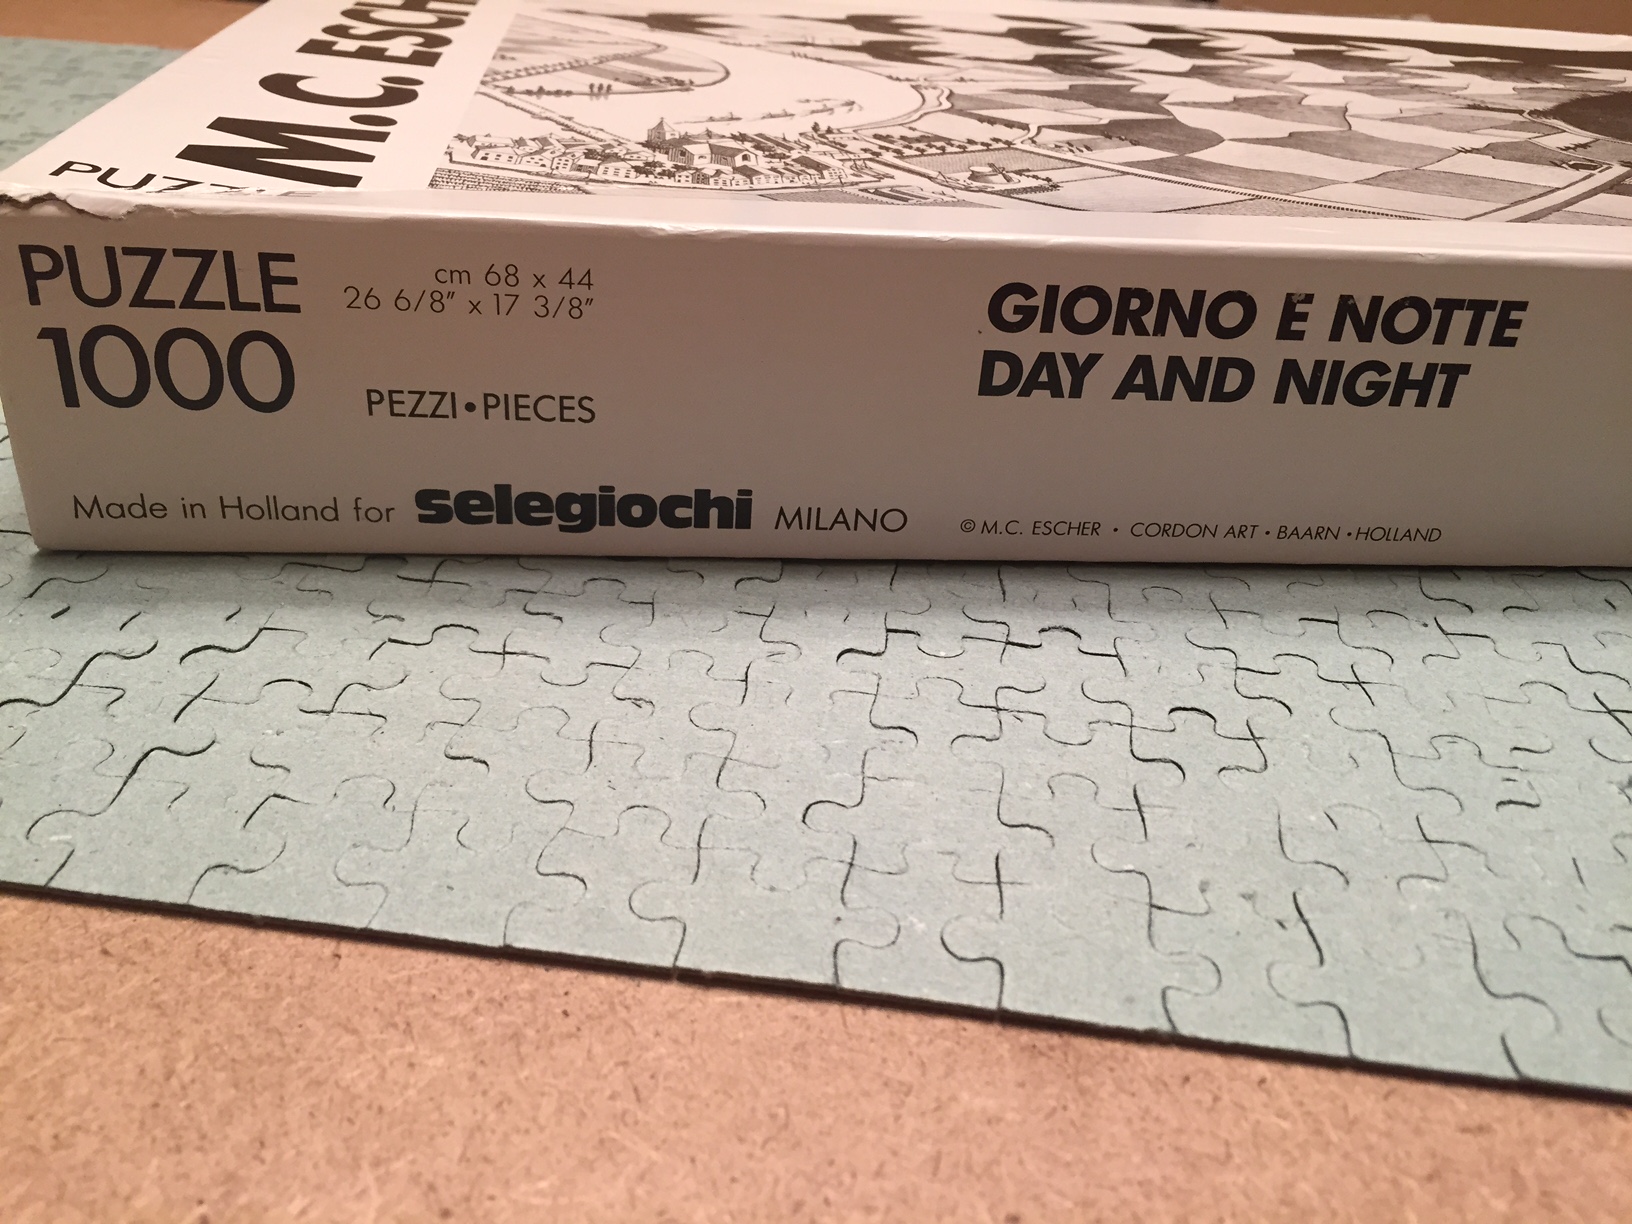 M.C. ESCH
PUZZLE
PUZZLE
1000
cm 68 x 44
26 6/8" x 17 3/8"
PEZZI • PIECES
GIORNO E NOTTE
DAY AND NIGHT
Made in Holland for selegiochi MILANO
© M.C. ESCHER • CORDON ART • BAARN • HOLLAND